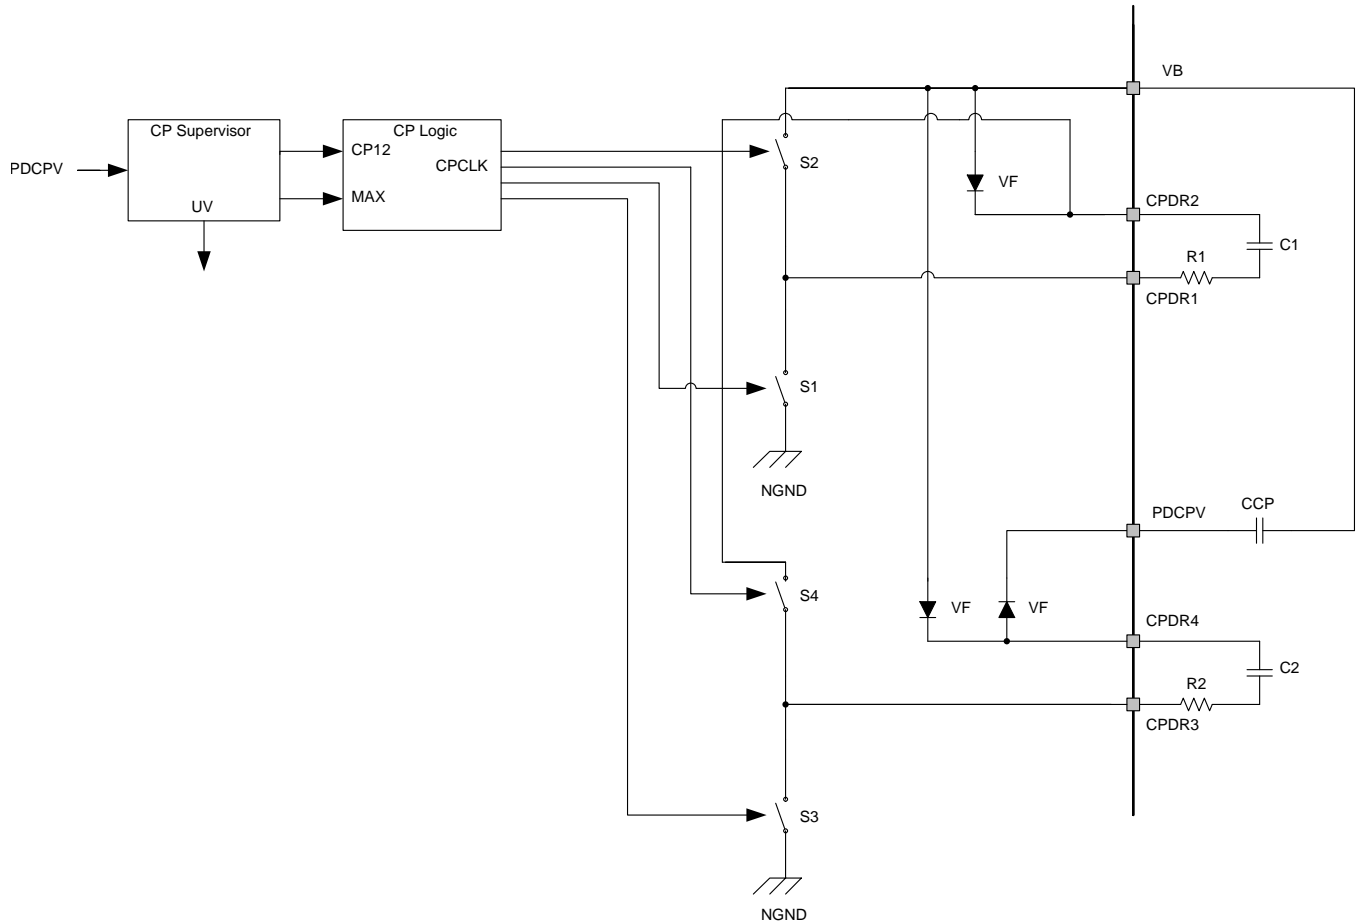 VB
CP Supervisor
CP Logic
PDCPV
CP12
CPCLK
MAX
UV
S2
VF
CPDR2
C1
R1
CPDR1
S1
NGND
PDCPV
CCP
S4
VF
VF
CPDR4
C2
R2
CPDR3
S3
NGND